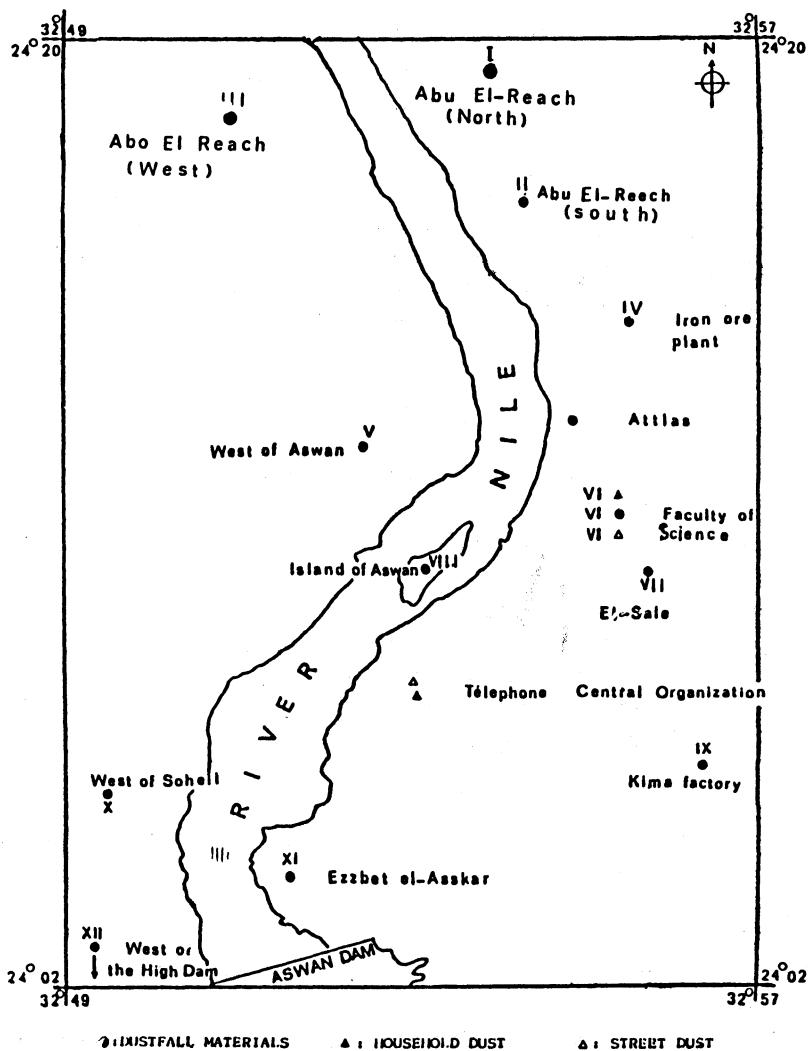 32°49
32°57
24°20
24°20
N
I
Abu El-Reach
(North)
III
Abo El Reach
(West)
II
Abu El-Reech
(south)
IV
Iron ore
plant
Attlas
V
West of Aswan
NILE
VI
VI
VI
Faculty of
Science
Island of Aswan
VIII
VII
El-Sale
RIVER
Télephone Central Organization
IX
Kima factory
West of Soheil
X
XI
Ezzbet el-Asskar
XII
West of
the High Dam
ASWAN DAM
24°02
24°02
32°49
32°57
: DUSTFALL MATERIALS
: HOUSEHOLD DUST
: STREET DUST